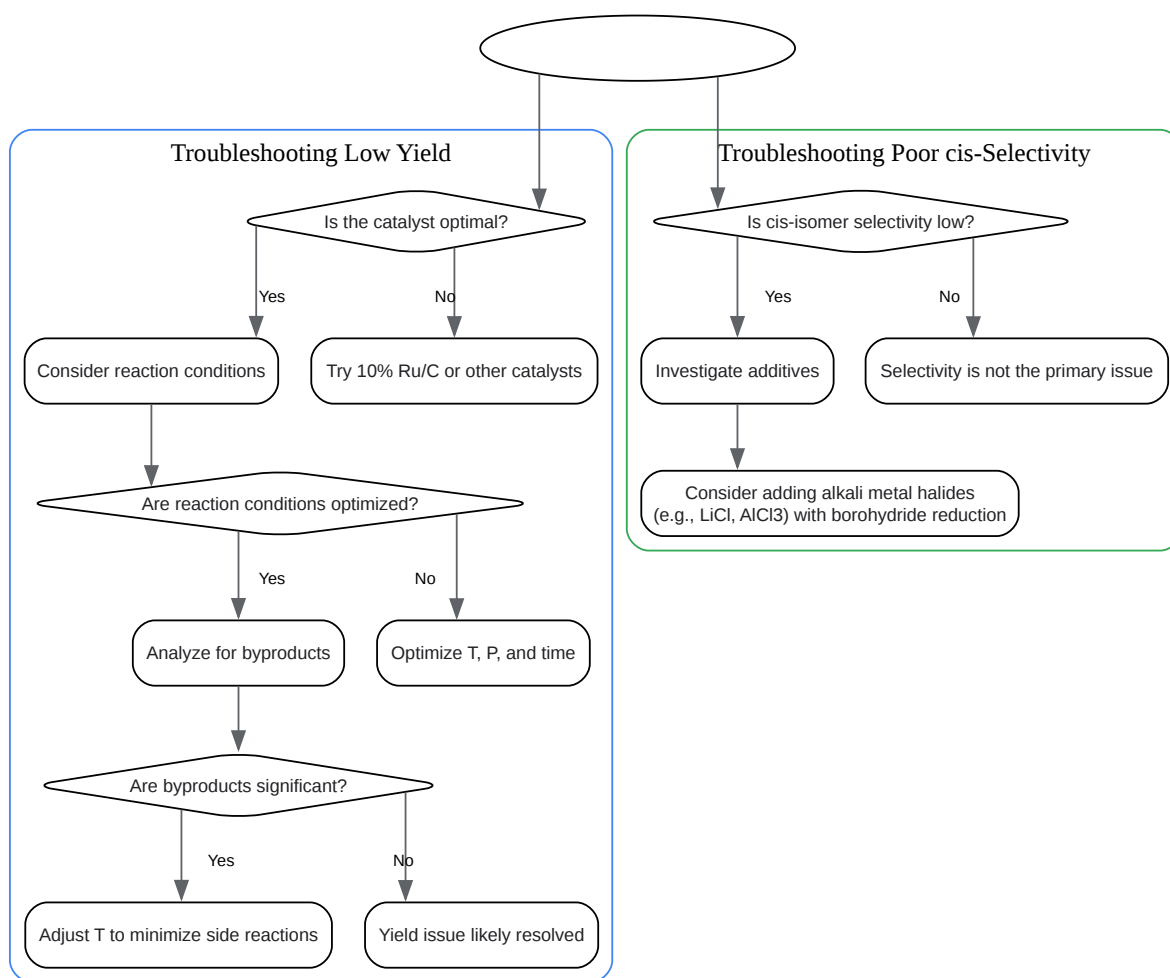 Troubleshooting Low Yield
Is the catalyst optimal?
Yes
No
Consider reaction conditions
Try 10% Ru/C or other catalysts
Are reaction conditions optimized?
Yes
No
Analyze for byproducts
Optimize T, P, and time
Are byproducts significant?
Yes
No
Adjust T to minimize side reactions
Yield issue likely resolved
Troubleshooting Poor cis-Selectivity
Is cis-isomer selectivity low?
Yes
No
Investigate additives
Selectivity is not the primary issue
Consider adding alkali metal halides
(e.g., LiCl, AlCl3) with borohydride reduction